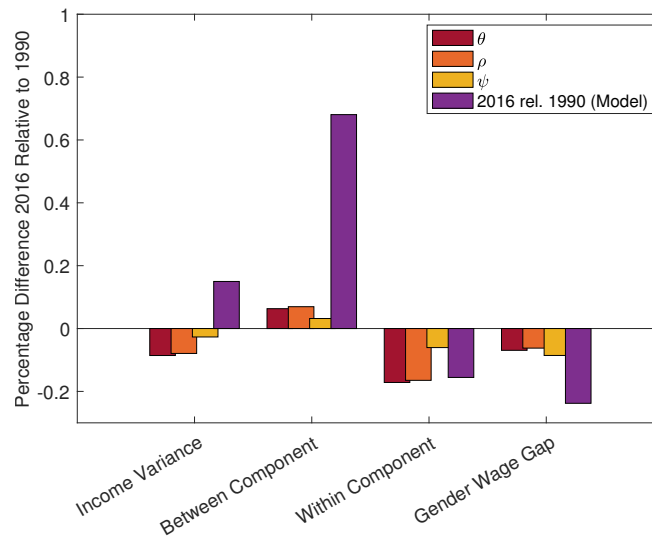 Percentage Difference 2016 Relative to 1990
1
0.8
0.6
0.4
0.2
0
-0.2
θ
ρ
ψ
2016 rel. 1990 (Model)
Income Variance
Between Component
Within Component
Gender Wage Gap